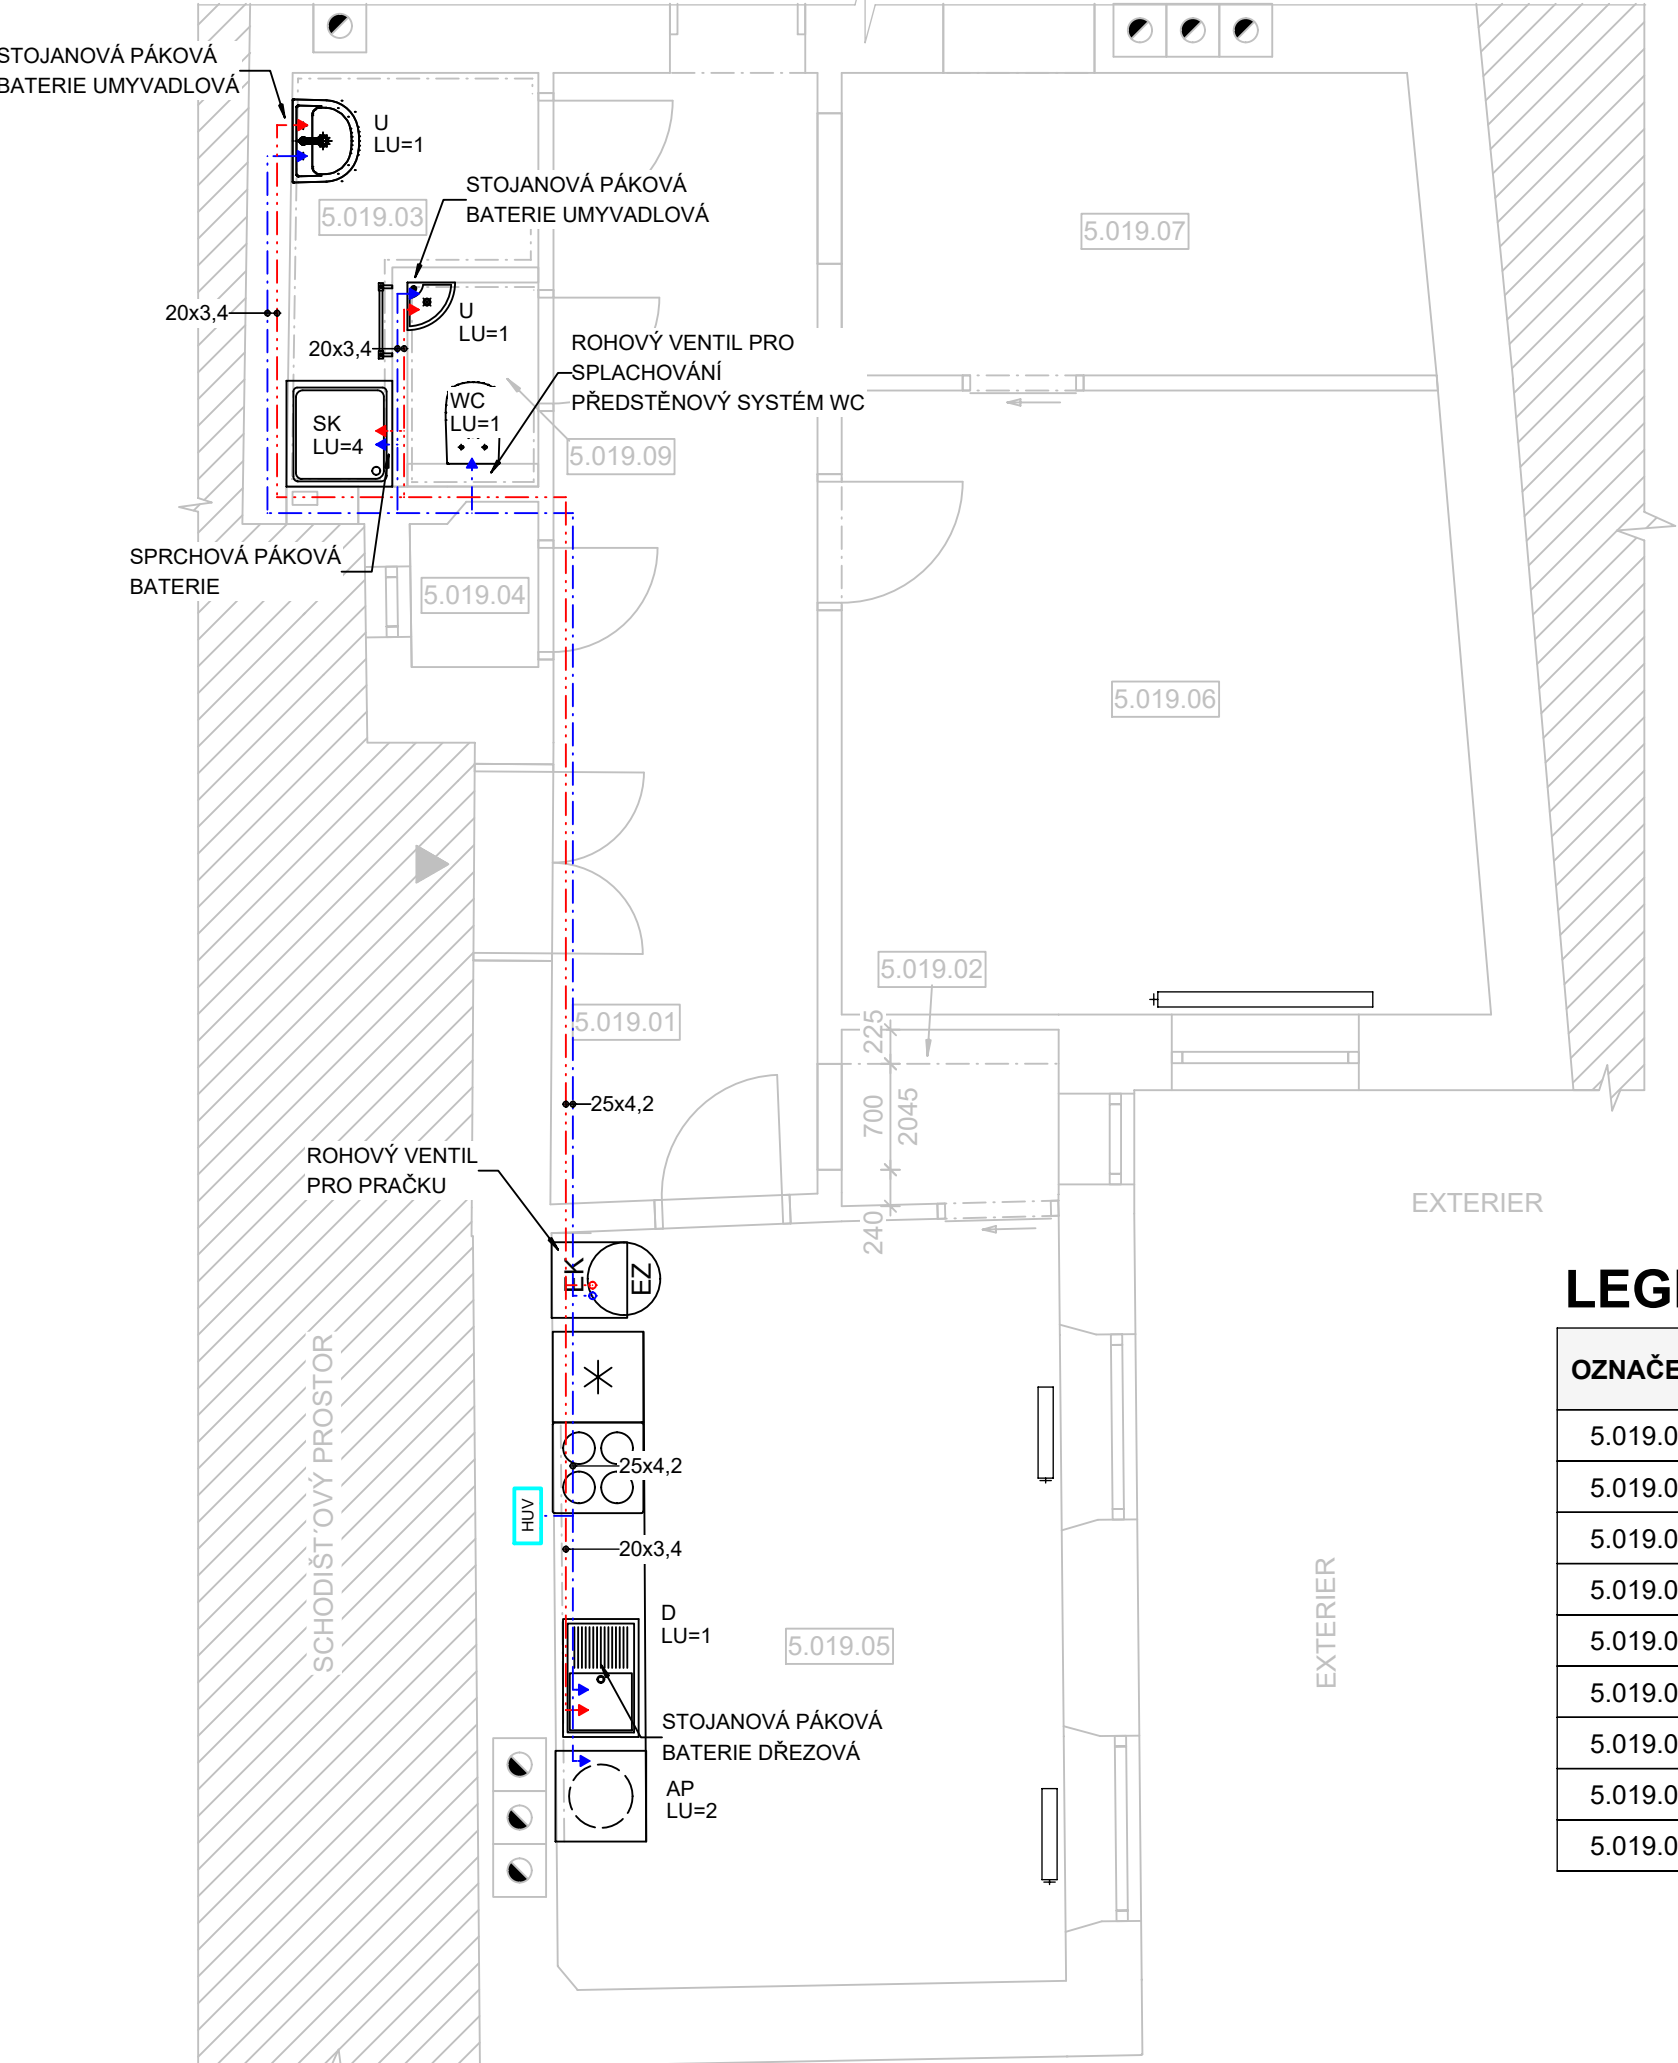 STOJANOVÁ PÁKOVÁ
BATERIE UMYVADLOVÁ
U
LU=1
STOJANOVÁ PÁKOVÁ
BATERIE UMYVADLOVÁ
5.019.03
5.019.07
20x3,4
U
LU=1
20x3,4
ROHOVÝ VENTIL PRO
SPLACHOVÁNÍ
PŘEDSTĚNOVÝ SYSTÉM WC
WC
LU=1
SK
LU=4
5.019.09
SPRCHOVÁ PÁKOVÁ
BATERIE
5.019.04
5.019.06
5.019.02
5.019.01
225
700
2045
240
25x4,2
ROHOVÝ VENTIL
PRO PRAČKU
EXTERIER
EK
EZ
LEG
OZNAČE
5.019.0
5.019.0
5.019.0
5.019.0
5.019.0
5.019.0
5.019.0
5.019.0
5.019.0
SCHODIŠŤOVÝ PROSTOR
25x4,2
HUV
20x3,4
EXTERIER
D
LU=1
5.019.05
STOJANOVÁ PÁKOVÁ
BATERIE DŘEZOVÁ
AP
LU=2